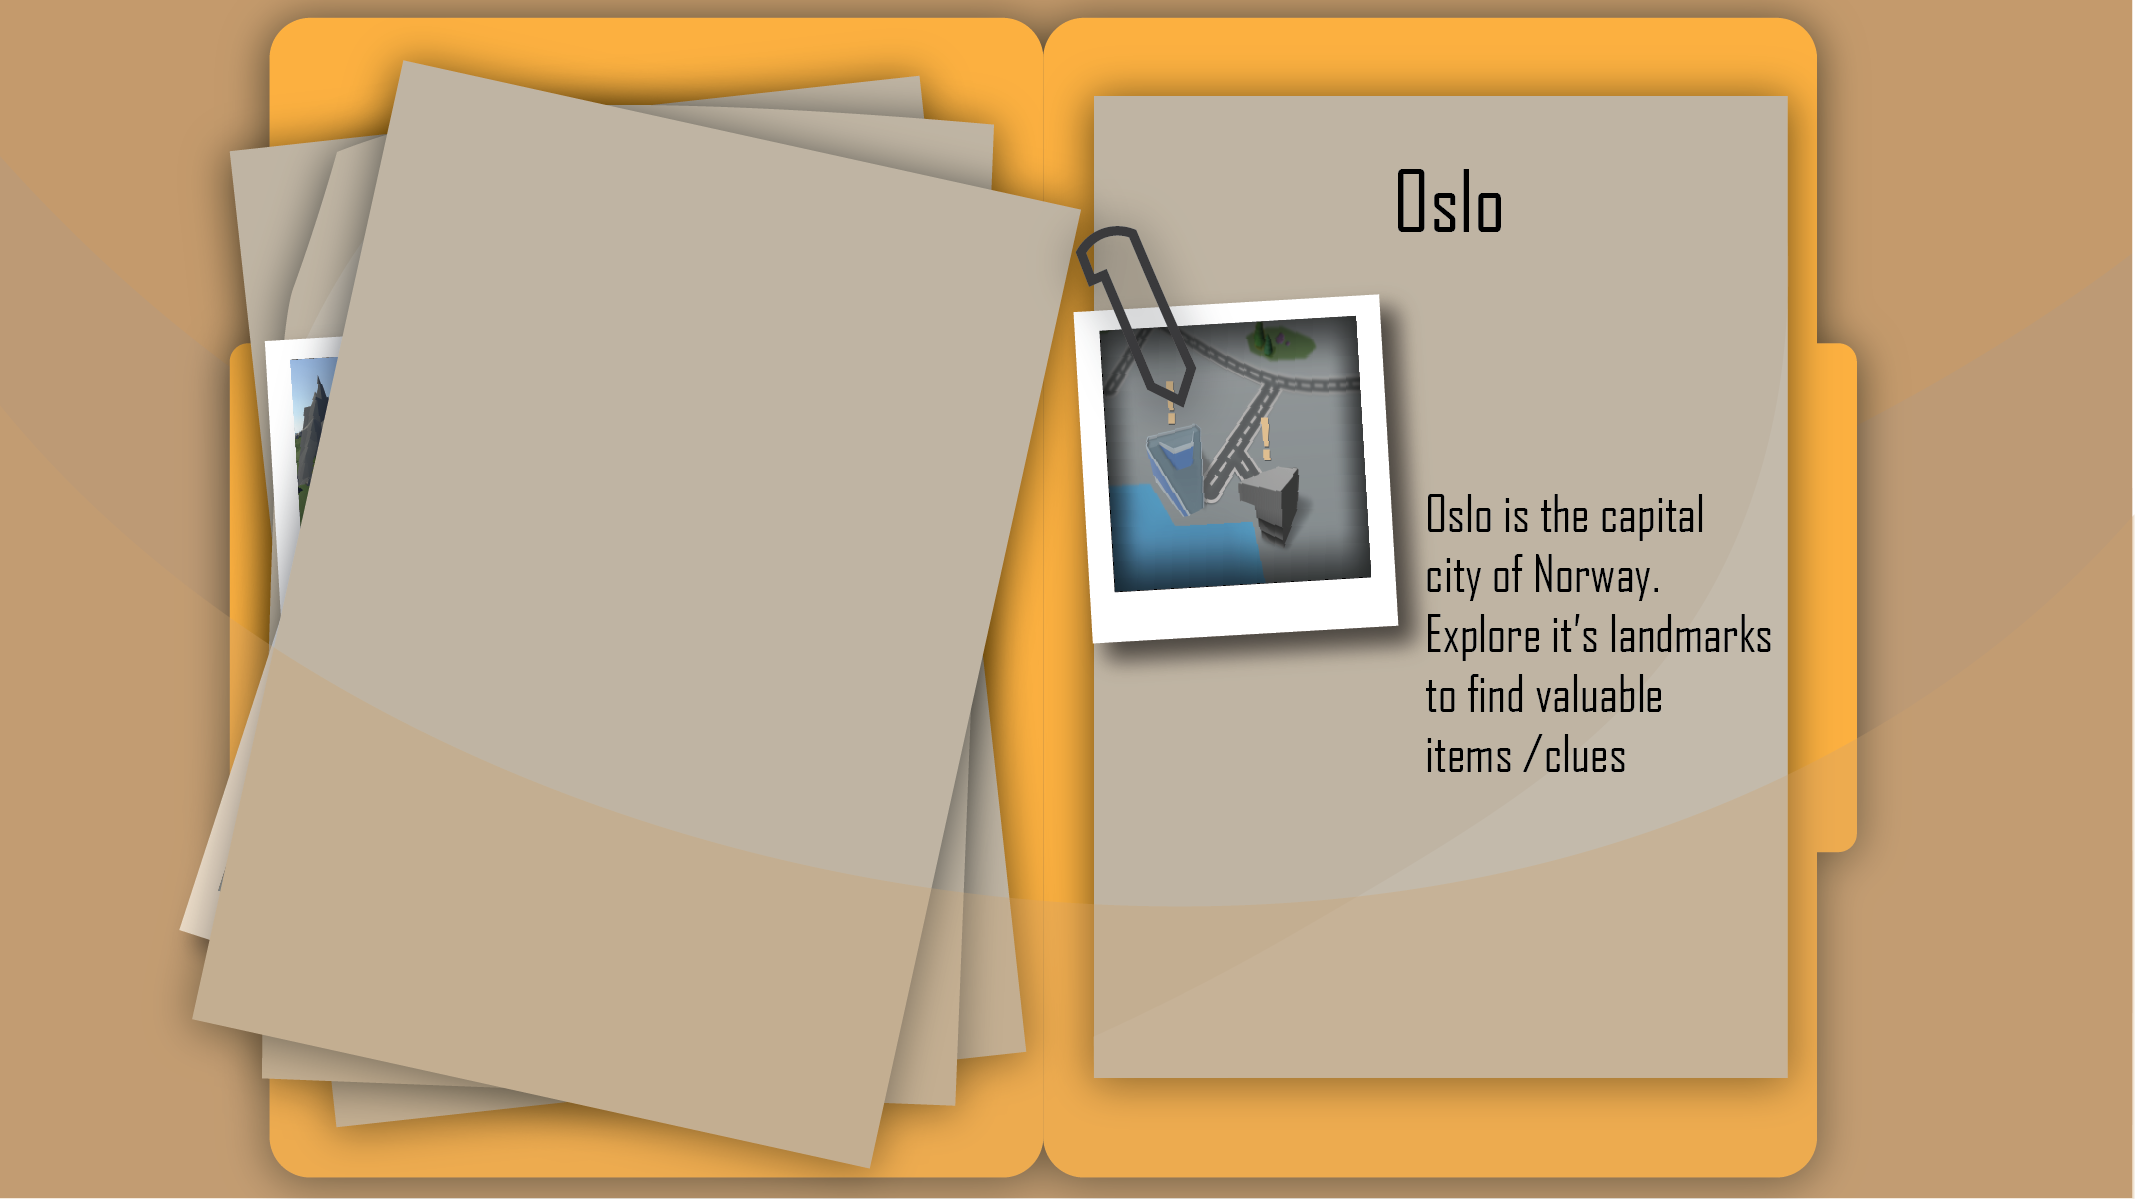 Oslo
Oslo is the capital
city of Norway.
Explore it's landmarks
to find valuable
items /clues